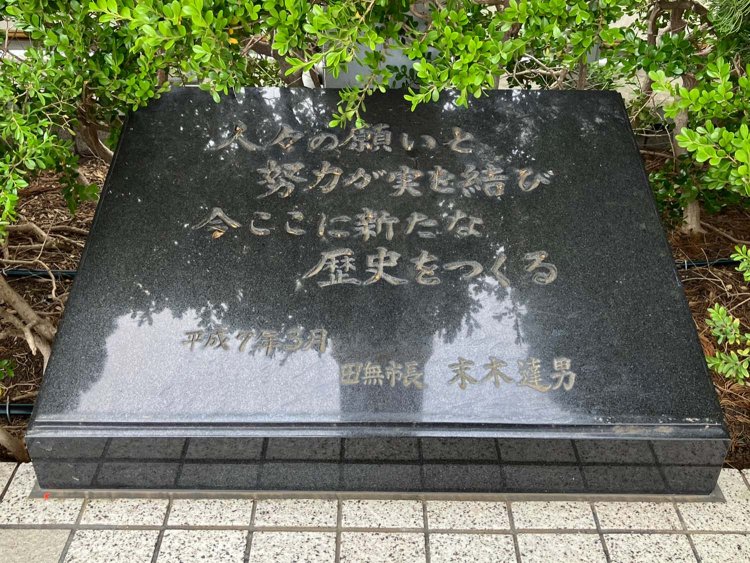 人々の願いと
努力が実を結び
今ここに新たな
歴史をつくる
平成7年3月
田無市長 末木達男